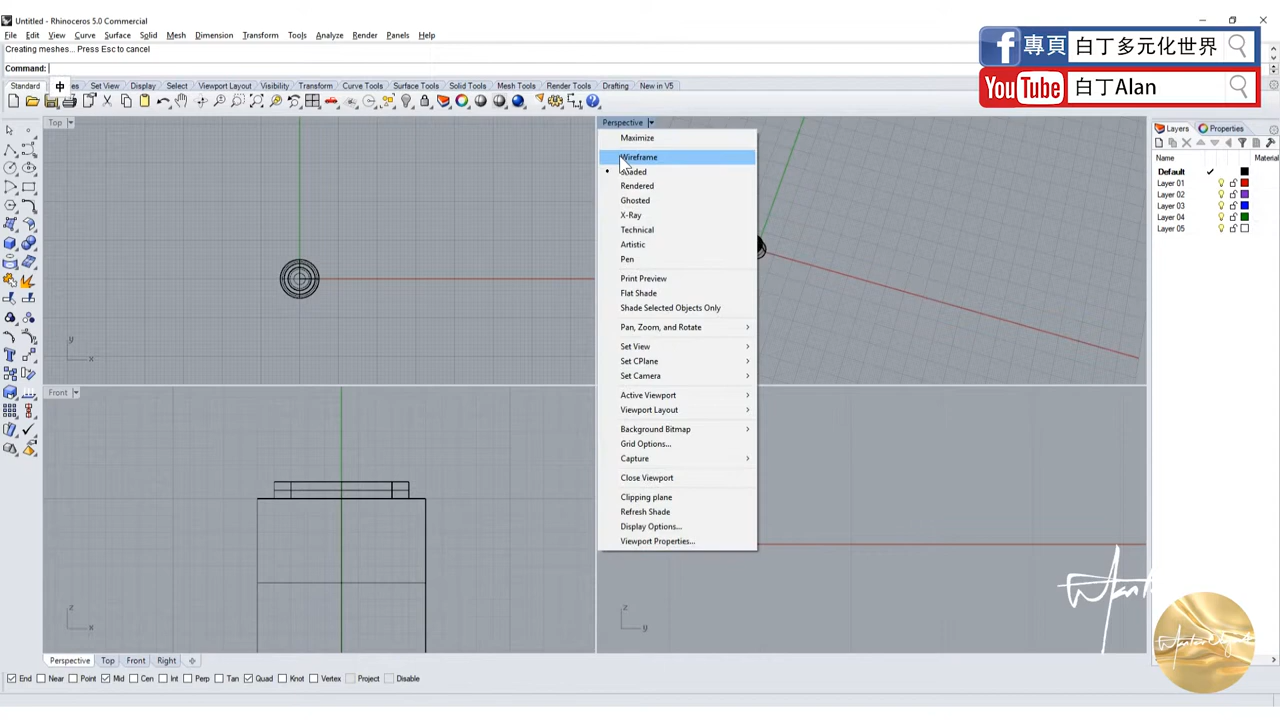 Untitled - Rhinoceros 5.0 Commercial
File Edit View Curve Surface Solid Mesh Dimension Transform Tools Analyze Render Panels Help
Creating meshes... Press Esc to cancel
Command:
專頁 白丁多元化世界
YouTube 白丁Alan
Standard Set View Display Select Viewport Layout Visibility Transform Curve Tools Surface Tools Solid Tools Mesh Tools Render Tools Drafting New in V5
Top
Perspective
Maximize
Wireframe
Shaded
Rendered
Ghosted
X-Ray
Technical
Artistic
Pen
Print Preview
Flat Shade
Shade Selected Objects Only
Pan, Zoom, and Rotate
Set View
Set CPlane
Set Camera
Active Viewport
Viewport Layout
Background Bitmap
Grid Options...
Capture
Close Viewport
Clipping plane
Refresh Shade
Display Options...
Viewport Properties...
Layers Properties
Name Material
Default
Layer 01
Layer 02
Layer 03
Layer 04
Layer 05
y
x
Front
z
x
z
y
Perspective Top Front Right
End Near Point Mid Cen Int Perp Tan Quad Knot Vertex Project Disable